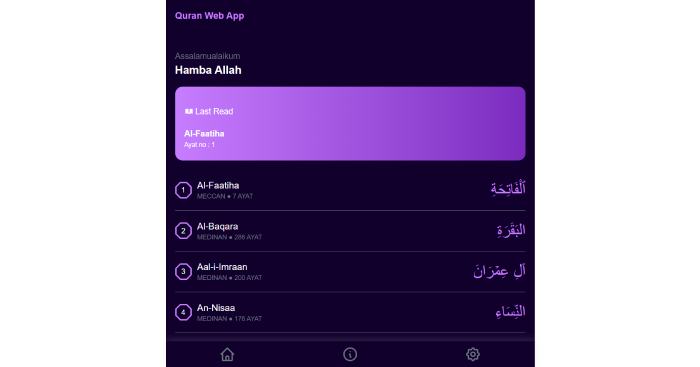 Quran Web App
Assalamualaikum
Hamba Allah
Last Read
Al-Faatiha
Ayat no : 1
1 Al-Faatiha ٱلْفَاتِحَةِ
MECCAN ● 7 AYAT
2 Al-Baqara البَقَرَةِ
MEDINAN ● 286 AYAT
3 Aal-i-Imraan آلِ عِمۡرَانَ
MEDINAN ● 200 AYAT
4 An-Nisaa النِّسَاءِ
MEDINAN ● 176 AYAT